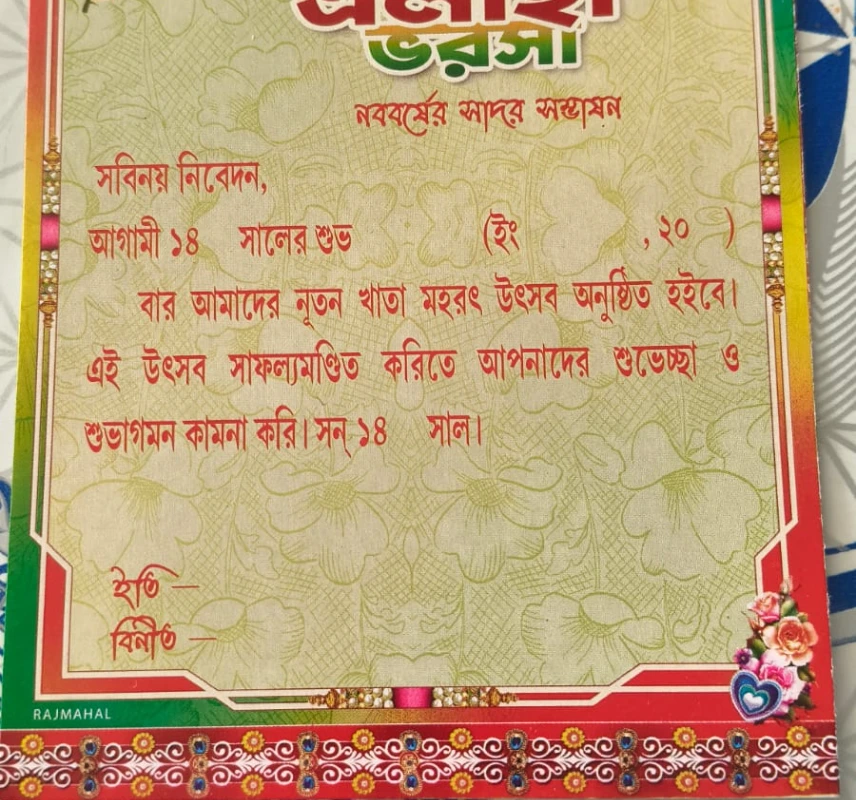 এলাহী
ভরসা
নববর্ষের সাদর সম্ভাষন
সবিনয় নিবেদন,
আগামী ১৪ সালের শুভ (ইং , ২০ )
বার আমাদের নূতন খাতা মহরৎ উৎসব অনুষ্ঠিত হইবে।
এই উৎসব সাফল্যমণ্ডিত করিতে আপনাদের শুভেচ্ছা ও
শুভাগমন কামনা করি। সন্ ১৪ সাল।
ইতি —
বিনীত —
RAJMAHAL